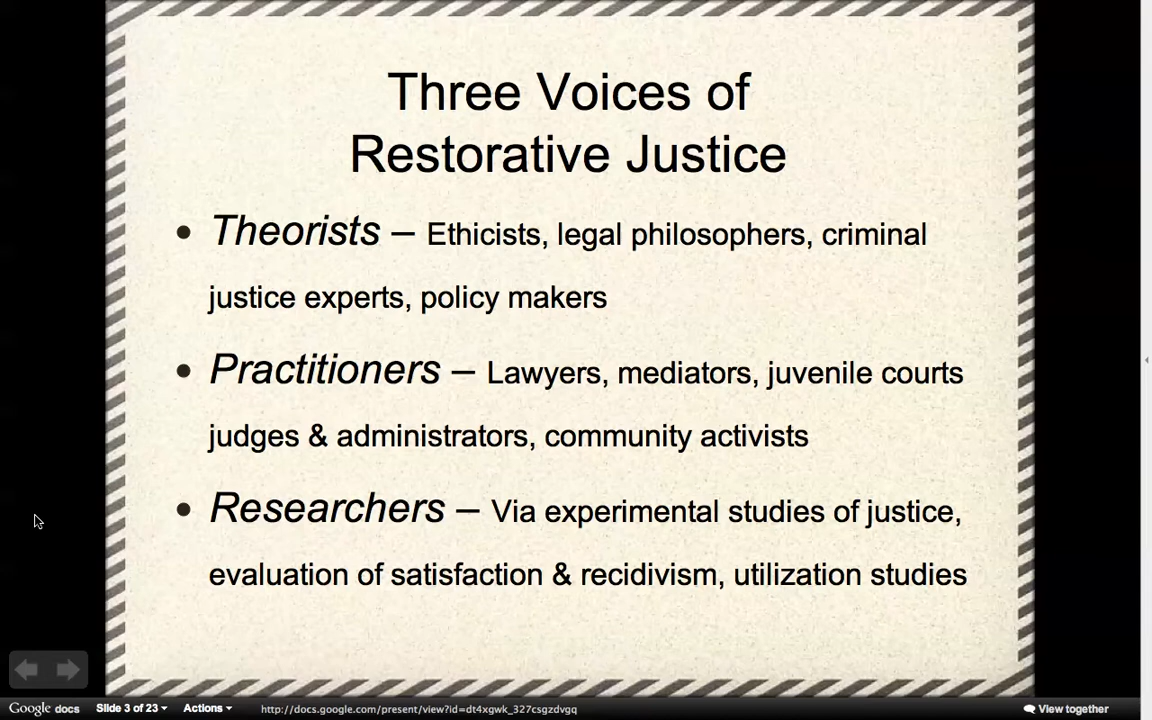 Three Voices of
Restorative Justice
• Theorists – Ethicists, legal philosophers, criminal
justice experts, policy makers
• Practitioners – Lawyers, mediators, juvenile courts
judges & administrators, community activists
• Researchers – Via experimental studies of justice,
evaluation of satisfaction & recidivism, utilization studies
Google docs Slide 3 of 23 Actions http://docs.google.com/present/view?id=dt4xgwk_327csgzdvgq View together